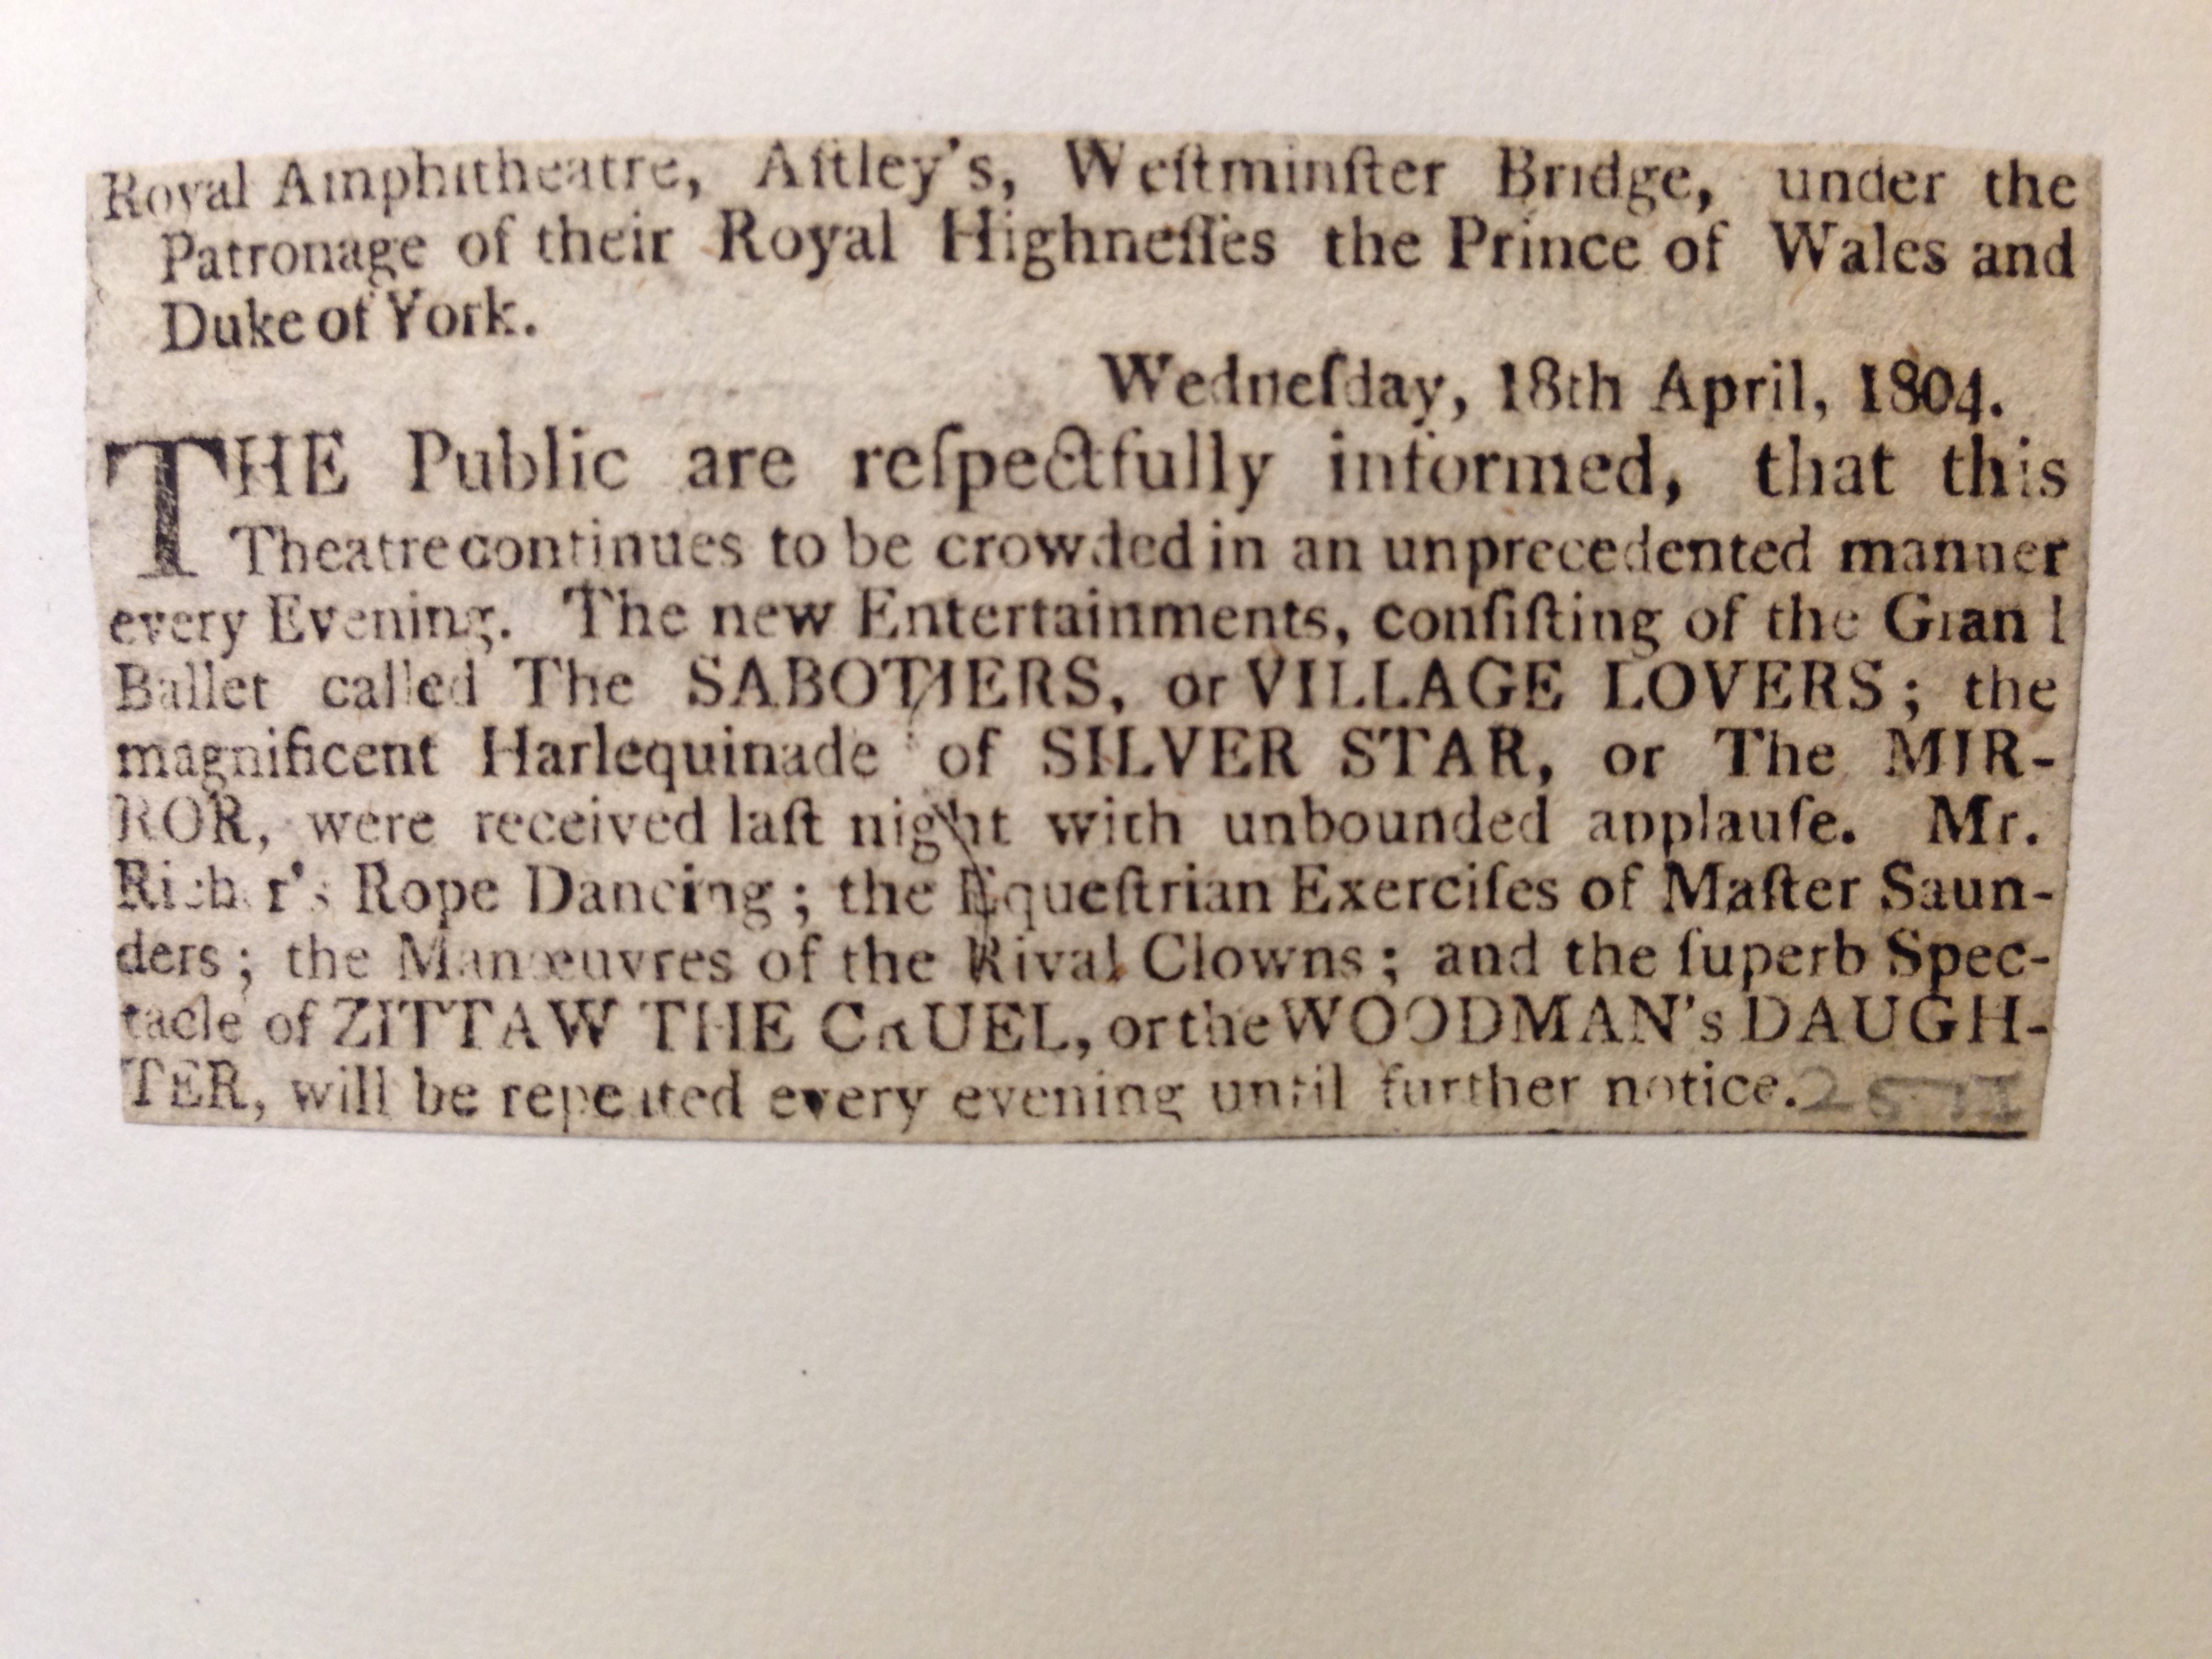 Royal Amphitheatre, Aſtley's, Weſtminſter Bridge, under the
Patronage of their Royal Highneſſes the Prince of Wales and
Duke of York.
Wedneſday, 18th April, 1804.
THE Public are reſpectfully informed, that this
Theatre continues to be crowded in an unprecedented manner
every Evening. The new Entertainments, conſiſting of the Grand
Ballet called The SABOTIERS, or VILLAGE LOVERS; the
magnificent Harlequinade of SILVER STAR, or The MIR-
ROR, were received laſt night with unbounded applauſe. Mr.
Richer's Rope Dancing; the Equeſtrian Exerciſes of Maſter Saun-
ders; the Manœuvres of the Rival Clowns; and the ſuperb Spec-
tacle of ZITTAW THE CRUEL, or the WOODMAN's DAUGH-
TER, will be repeated every evening until further notice.